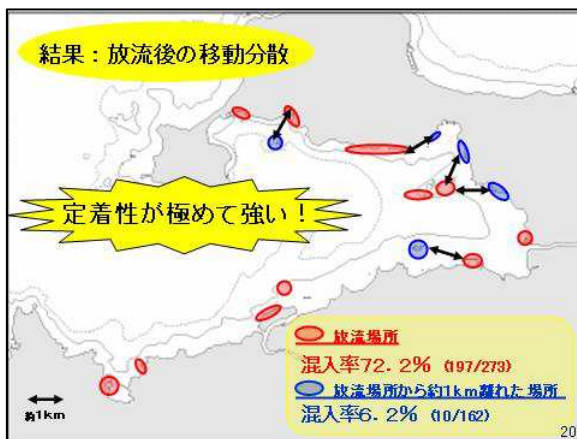 結果：放流後の移動分散
定着性が極めて強い！
放流場所
混入率72.2% (197/273)
放流場所から約1km離れた場所
混入率6.2% (10/162)
約1km
20